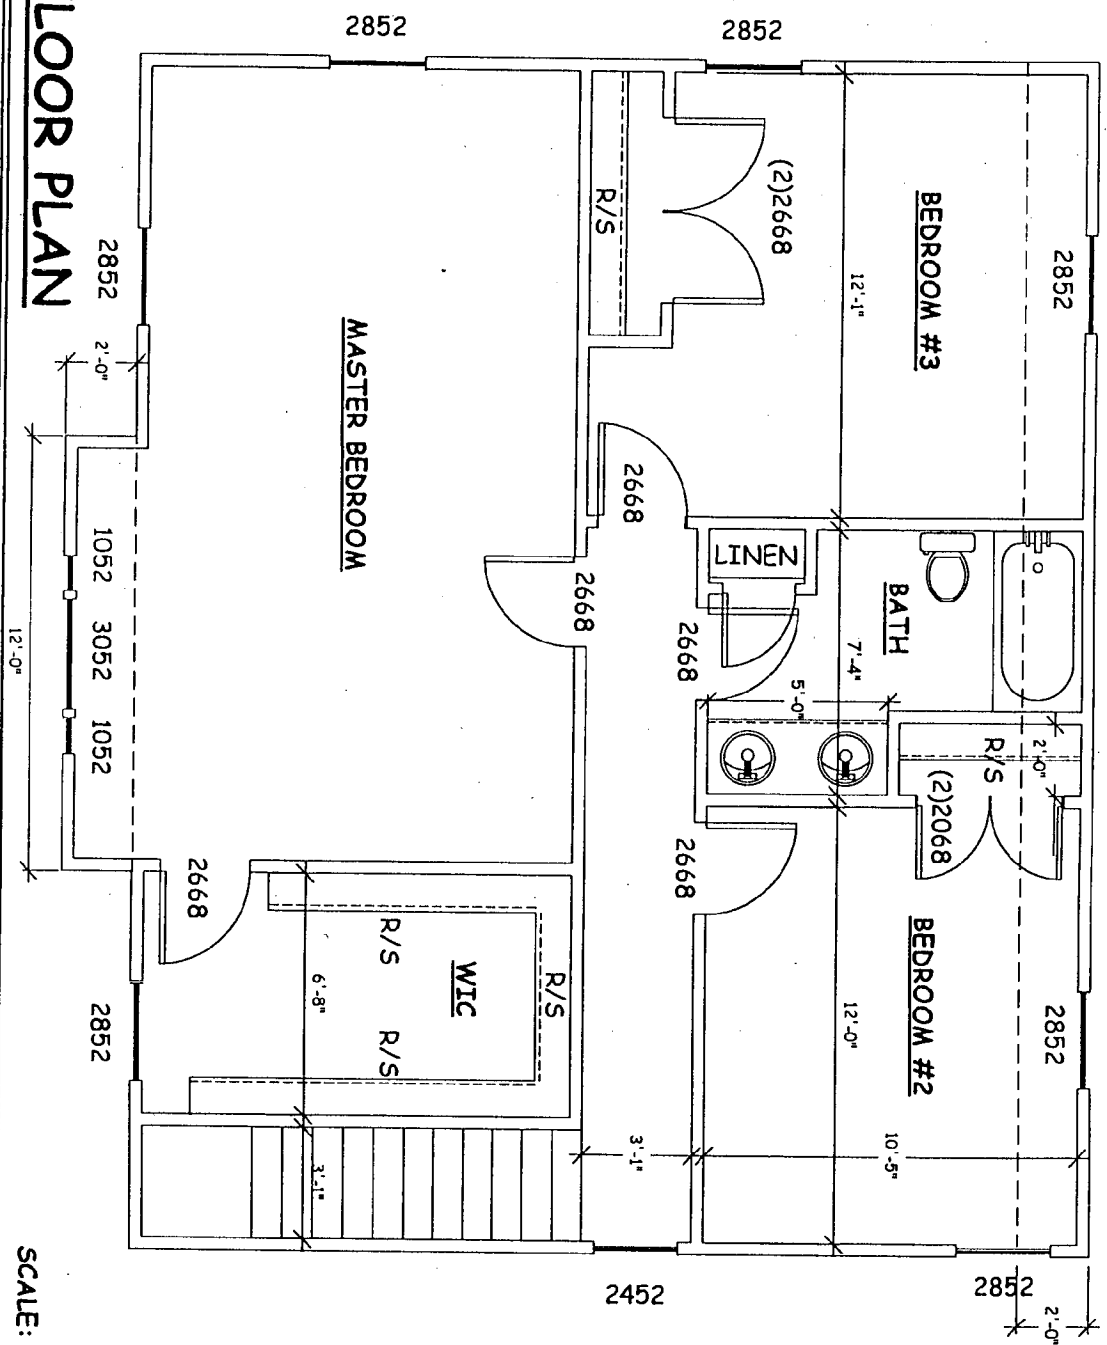 2852
2852
(2)2668
R/S
BEDROOM #3
12'-1"
2852
2852
2'-0"
MASTER BEDROOM
2668
2668
LINEN
BATH
2668
7'-4"
5'-0"
R/S
2'-0"
(2)2068
1052
3052
1052
12'-0"
2668
2668
R/S
R/S
R/S
WIC
6'-8"
BEDROOM #2
12'-0"
2852
2852
3'-1"
3'-1"
10'-5"
2452
2852
2'-0"
LOOR PLAN
SCALE: